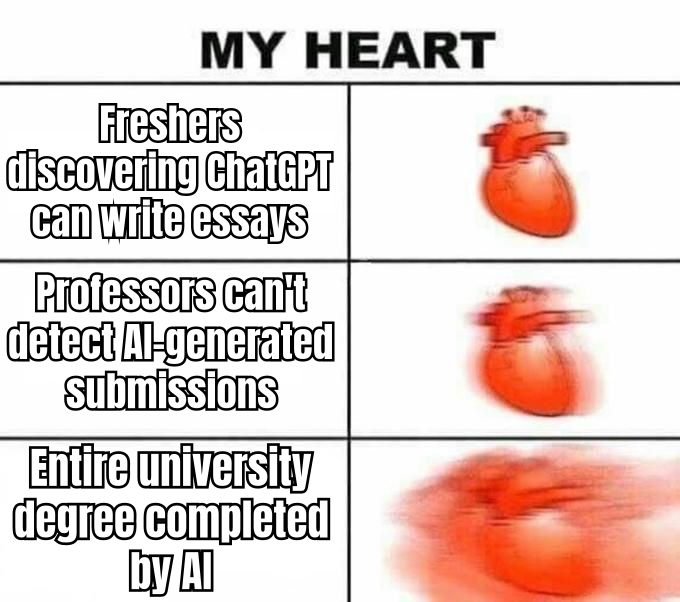 MY HEART
Freshers
discovering ChatGPT
can write essays
Professors can't
detect AI-generated
submissions
Entire university
degree completed
by AI